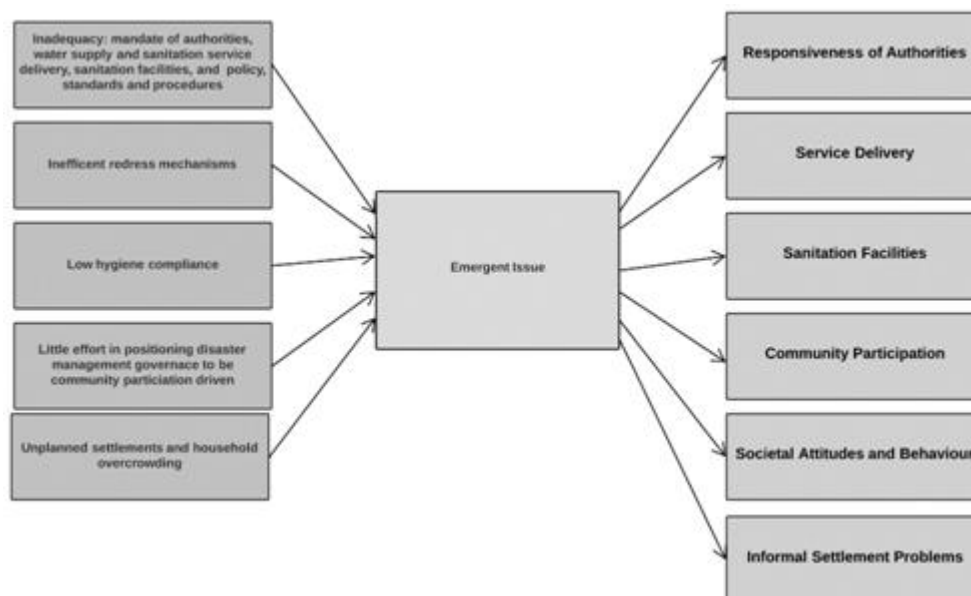 Inadequacy: mandate of authorities,
water supply and sanitation service
delivery, sanitation facilities, and policy,
standards and procedures
Inefficent redress mechanisms
Low hygiene compliance
Little effort in positioning disaster
management governace to be
community particiation driven
Unplanned settlements and household
overcrowding
Emergent Issue
Responsiveness of Authorities
Service Delivery
Sanitation Facilities
Community Participation
Societal Attitudes and Behaviour
Informal Settlement Problems